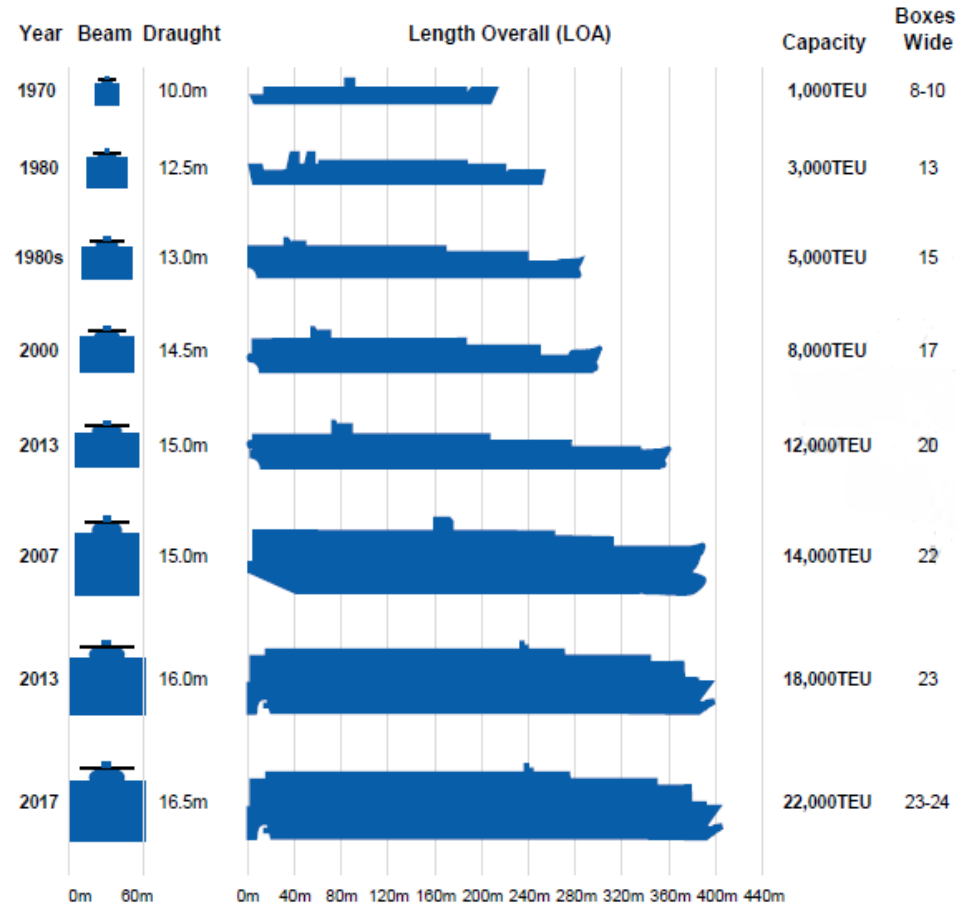 Year Beam Draught Length Overall (LOA) Capacity Boxes Wide
1970 10.0m 1,000TEU 8-10
1980 12.5m 3,000TEU 13
1980s 13.0m 5,000TEU 15
2000 14.5m 8,000TEU 17
2013 15.0m 12,000TEU 20
2007 15.0m 14,000TEU 22
2013 16.0m 18,000TEU 23
2017 16.5m 22,000TEU 23-24
0m 60m 0m 40m 80m 120m 160m 200m 240m 280m 320m 360m 400m 440m